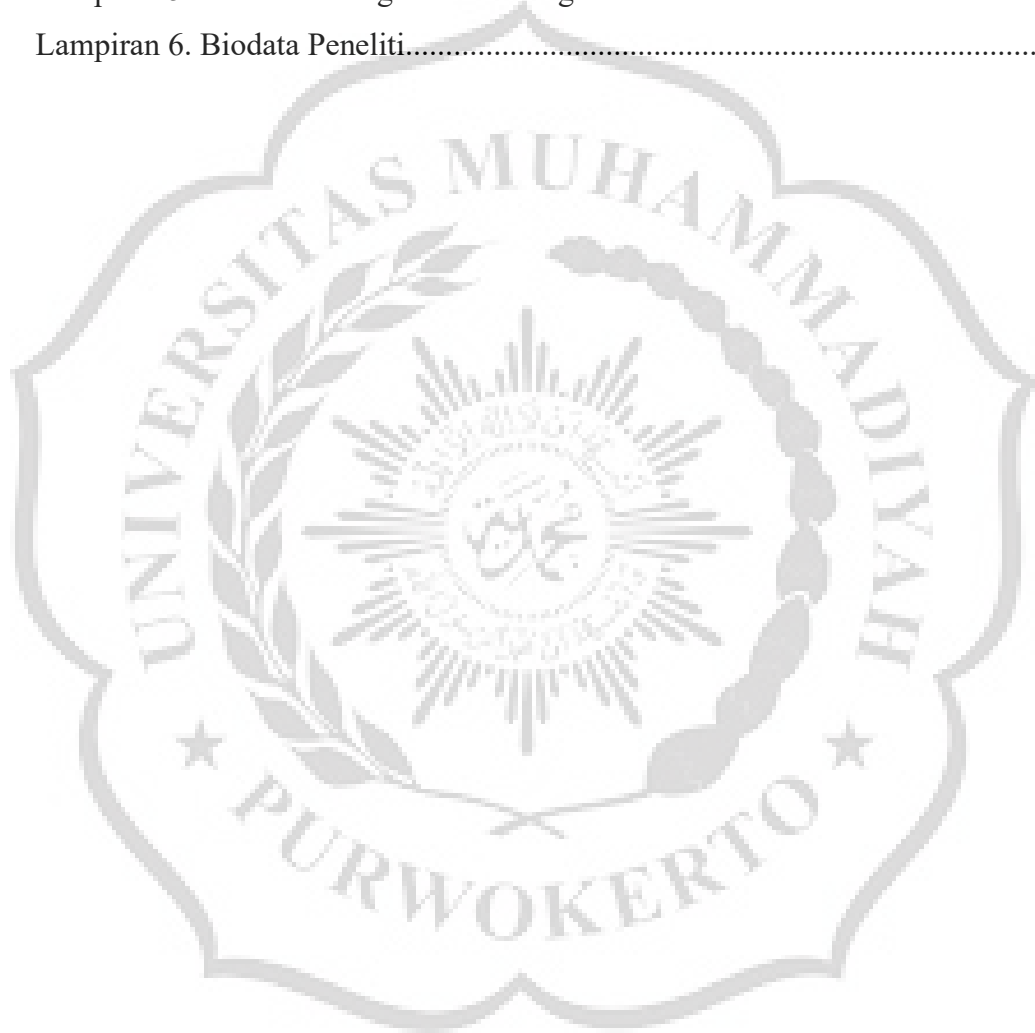 Lampiran 6. Biodata Peneliti.......................................................................
UNIVERSITAS MUHAMMADIYAH
PURWOKERTO